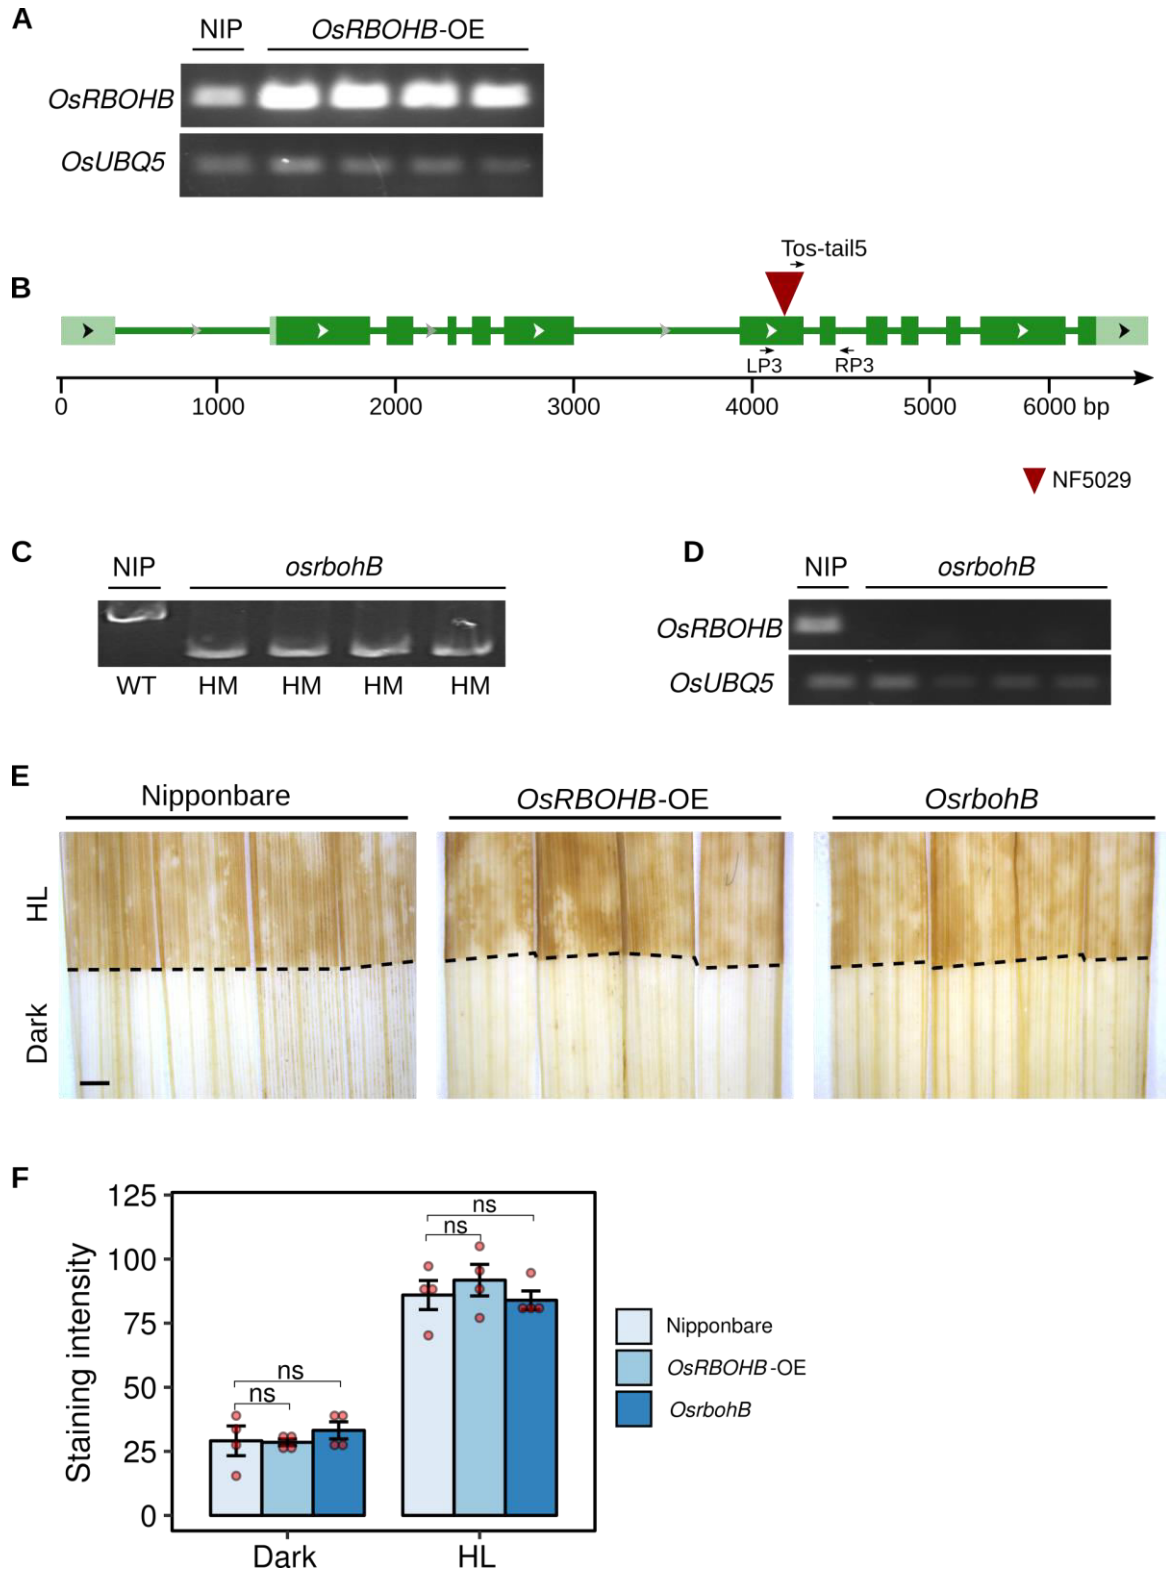 A
NIP OsRBOHB-OE
OsRBOHB
OsUBQ5
B
Tos-tail5
LP3 RP3
0 1000 2000 3000 4000 5000 6000 bp
NF5029
C
NIP osrbohB
WT HM HM HM HM
D
NIP osrbohB
OsRBOHB
OsUBQ5
E
Nipponbare OsRBOHB-OE OsrbohB
HL
Dark
F
Staining intensity
125
100
75
50
25
0
ns
ns
ns
ns
Dark HL
Nipponbare
OsRBOHB-OE
OsrbohB